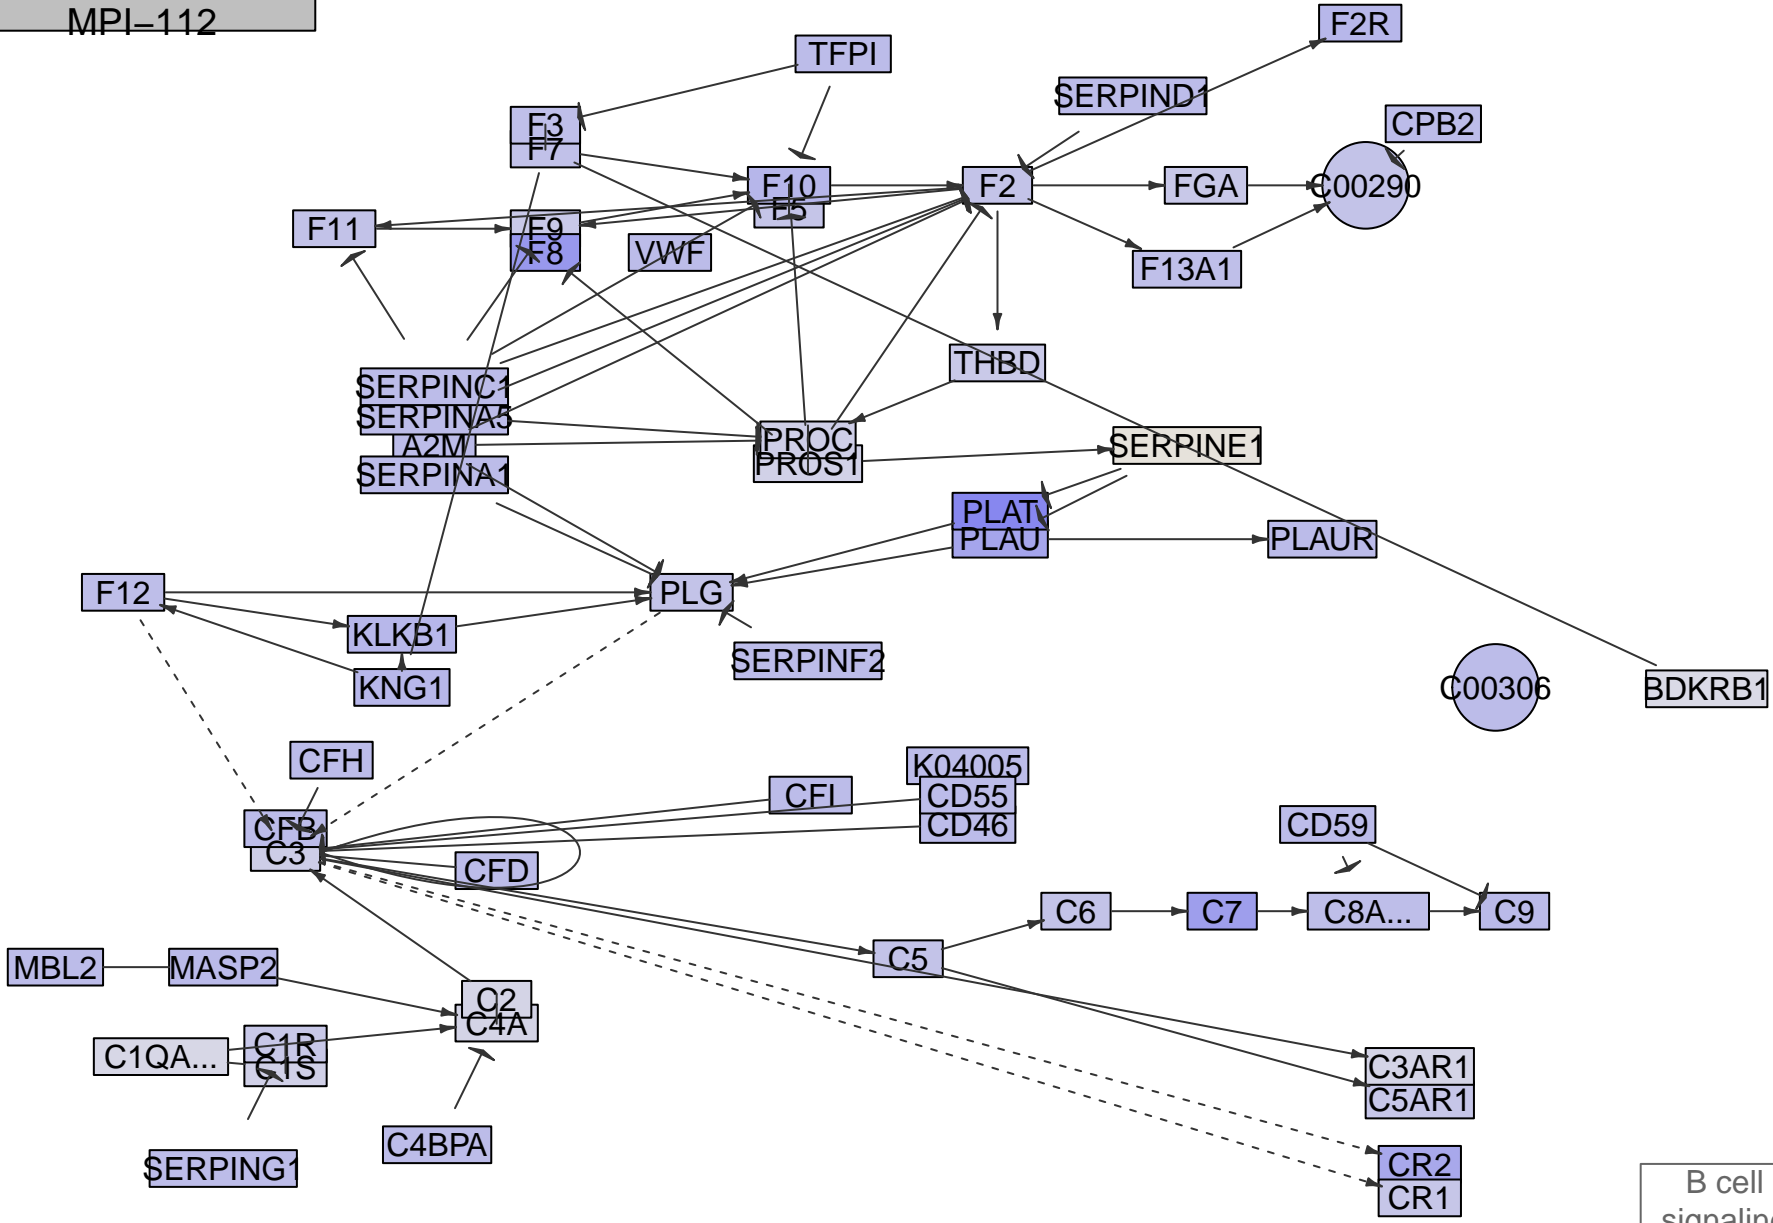 MPI–112
F2R
TFPI
SERPIND1
CPB2
F3
F7
F10
F5
F2
FGA
C00290
F11
F9
F8
VWF
F13A1
THBD
SERPINC1
SERPINA5
A2M
SERPINA1
PROC
PROS1
SERPINE1
PLAT
PLAU
PLAUR
F12
PLG
KLKB1
SERPINF2
KNG1
C00306
BDKRB1
CFH
K04005
CFI
CD55
CD46
CFB
C3
CD59
CFD
C6
C7
C8A...
C9
C5
MBL2
MASP2
C2
C4A
C1QA...
C1R
C1S
C3AR1
C5AR1
C4BPA
SERPING1
CR2
CR1
B cell
signaling